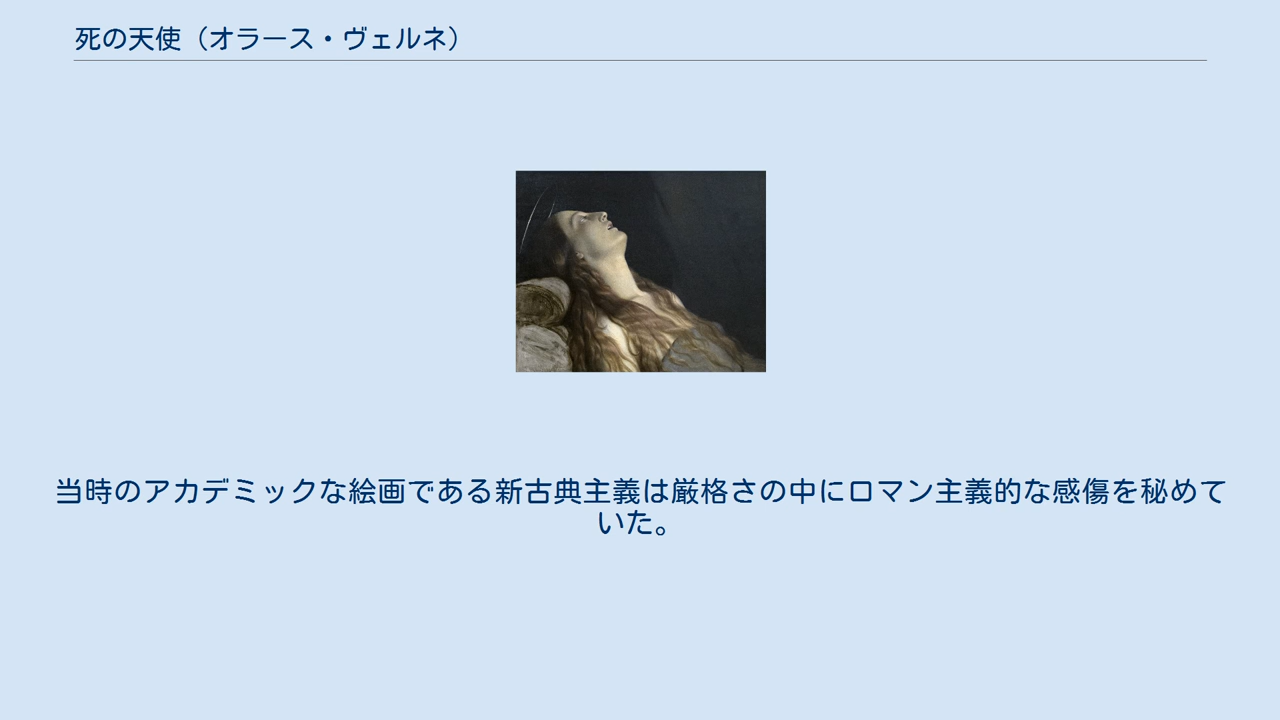 死の天使（オラース・ヴェルネ）
当時のアカデミックな絵画である新古典主義は厳格さの中にロマン主義的な感傷を秘めて
いた。